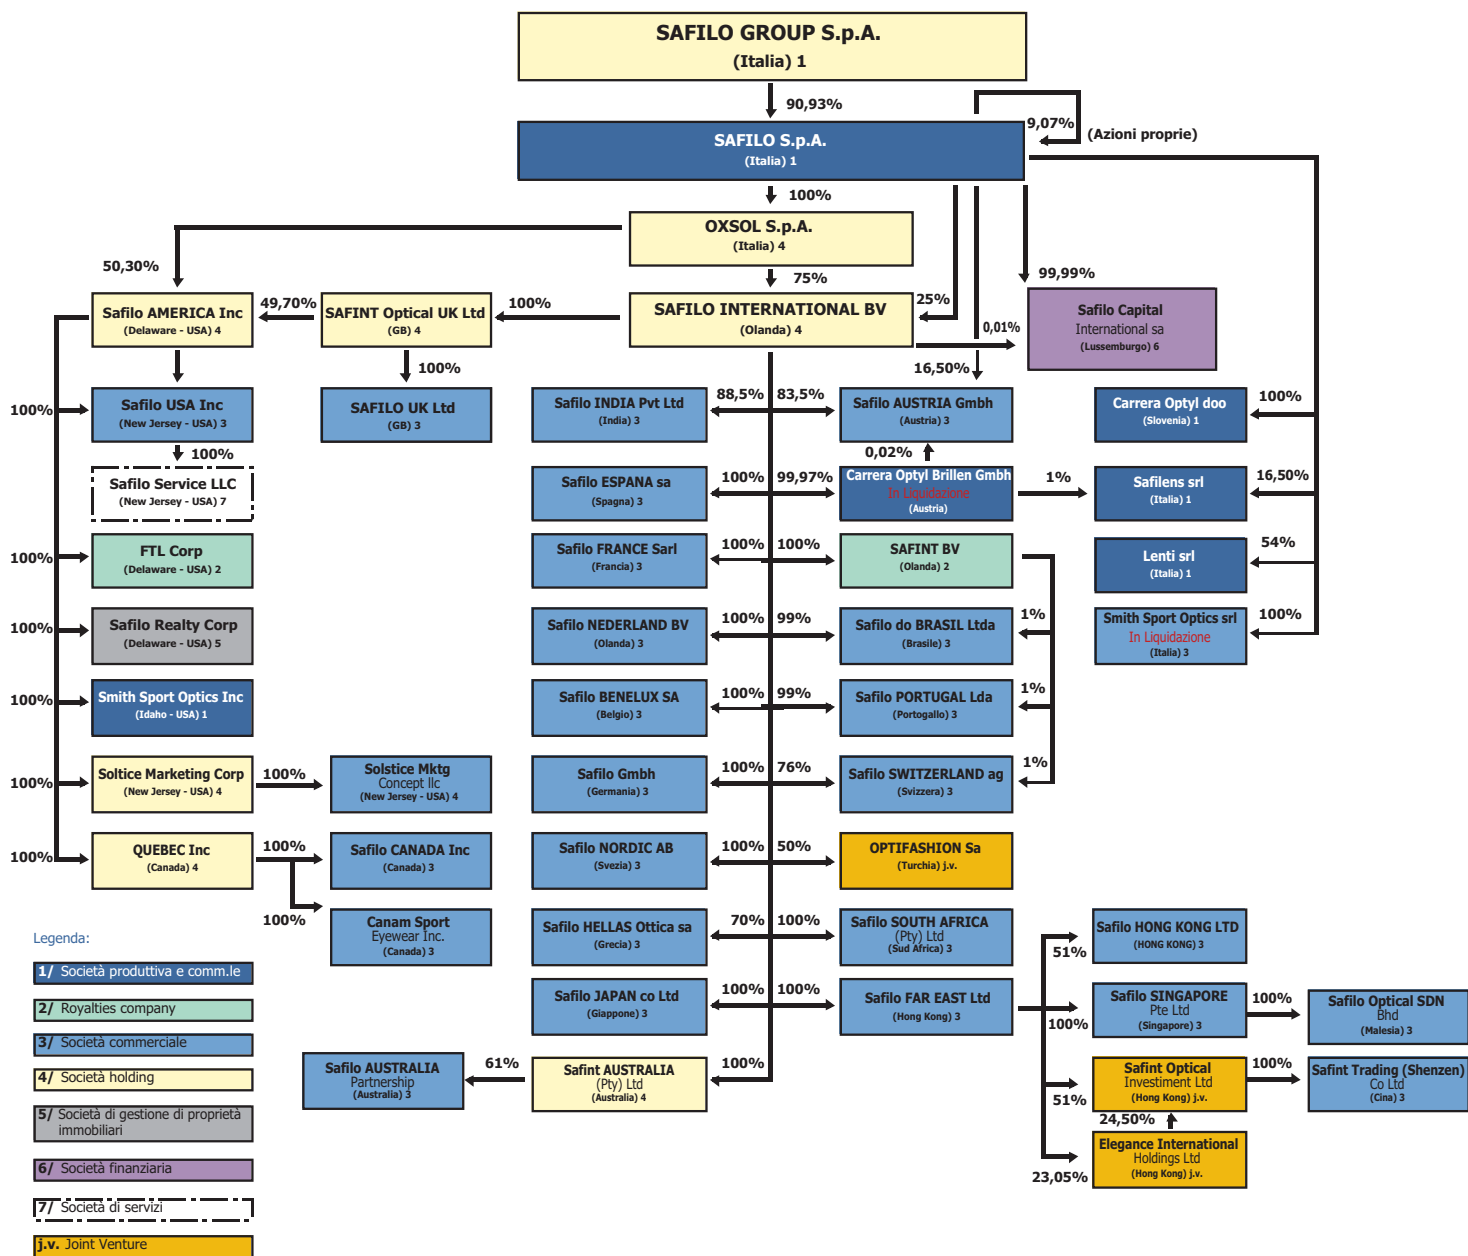 SAFILO GROUP S.p.A.
(Italia) 1
90,93%
9,07%
(Azioni proprie)
SAFILO S.p.A.
(Italia) 1
100%
OXSOL S.p.A.
(Italia) 4
50,30%
75%
99,99%
Safilo AMERICA Inc
(Delaware - USA) 4
49,70%
SAFINT Optical UK Ltd
(GB) 4
100%
SAFILO INTERNATIONAL BV
(Olanda) 4
25%
0,01%
Safilo Capital
International sa
(Lussemburgo) 6
100%
16,50%
100%
Safilo USA Inc
(New Jersey - USA) 3
SAFILO UK Ltd
(GB) 3
Safilo INDIA Pvt Ltd
(India) 3
88,5%
83,5%
Safilo AUSTRIA Gmbh
(Austria) 3
Carrera Optyl doo
(Slovenia) 1
100%
100%
0,02%
Safilo Service LLC
(New Jersey - USA) 7
Safilo ESPANA sa
(Spagna) 3
100%
99,97%
Carrera Optyl Brillen Gmbh
In Liquidazione
(Austria)
1%
Safilens srl
(Italia) 1
16,50%
100%
FTL Corp
(Delaware - USA) 2
Safilo FRANCE Sarl
(Francia) 3
100%
100%
SAFINT BV
(Olanda) 2
Lenti srl
(Italia) 1
54%
100%
Safilo Realty Corp
(Delaware - USA) 5
Safilo NEDERLAND BV
(Olanda) 3
100%
99%
Safilo do BRASIL Ltda
(Brasile) 3
1%
Smith Sport Optics srl
In Liquidazione
(Italia) 3
100%
100%
Smith Sport Optics Inc
(Idaho - USA) 1
Safilo BENELUX SA
(Belgio) 3
100%
99%
Safilo PORTUGAL Lda
(Portogallo) 3
1%
100%
Soltice Marketing Corp
(New Jersey - USA) 4
100%
Solstice Mktg
Concept llc
(New Jersey - USA) 4
Safilo Gmbh
(Germania) 3
100%
76%
Safilo SWITZERLAND ag
(Svizzera) 3
1%
100%
QUEBEC Inc
(Canada) 4
100%
Safilo CANADA Inc
(Canada) 3
Safilo NORDIC AB
(Svezia) 3
100%
50%
OPTIFASHION Sa
(Turchia) j.v.
100%
Canam Sport
Eyewear Inc.
(Canada) 3
Safilo HELLAS Ottica sa
(Grecia) 3
70%
100%
Safilo SOUTH AFRICA
(Pty) Ltd
(Sud Africa) 3
51%
Safilo HONG KONG LTD
(HONG KONG) 3
Safilo JAPAN co Ltd
(Giappone) 3
100%
100%
Safilo FAR EAST Ltd
(Hong Kong) 3
100%
Safilo SINGAPORE
Pte Ltd
(Singapore) 3
100%
Safilo Optical SDN
Bhd
(Malesia) 3
Safilo AUSTRALIA
Partnership
(Australia) 3
61%
Safint AUSTRALIA
(Pty) Ltd
(Australia) 4
100%
51%
Safint Optical
Investiment Ltd
(Hong Kong) j.v.
100%
Safint Trading (Shenzen)
Co Ltd
(Cina) 3
24,50%
23,05%
Elegance International
Holdings Ltd
(Hong Kong) j.v.
Legenda:
1/ Società produttiva e comm.le
2/ Royalties company
3/ Società commerciale
4/ Società holding
5/ Società di gestione di proprietà
immobiliari
6/ Società finanziaria
7/ Società di servizi
j.v. Joint Venture